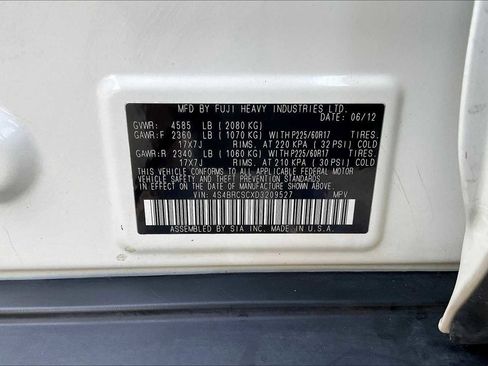 MFD BY FUJI HEAVY INDUSTRIES LTD.
DATE: 06/12
GVWR: 4585 LB ( 2080 KG)
GAWR:F 2360 LB ( 1070 KG) WITH P225/60R17 TIRES.
17X7J RIMS, AT 220 KPA ( 32 PSI) COLD
GAWR:R 2340 LB ( 1060 KG) WITH P225/60R17 TIRES.
17X7J RIMS, AT 210 KPA ( 30 PSI) COLD
THIS VEHICLE CONFORMS TO ALL APPLICABLE FEDERAL MOTOR
VEHICLE SAFETY, BUMPER, AND THEFT PREVENTION STANDARDS
IN EFFECT ON THE DATE OF MANUFACTURE SHOWN ABOVE.
VIN: 4S4BRCSCXD3209527 MPV
ASSEMBLED BY SIA INC. MADE IN U.S.A.